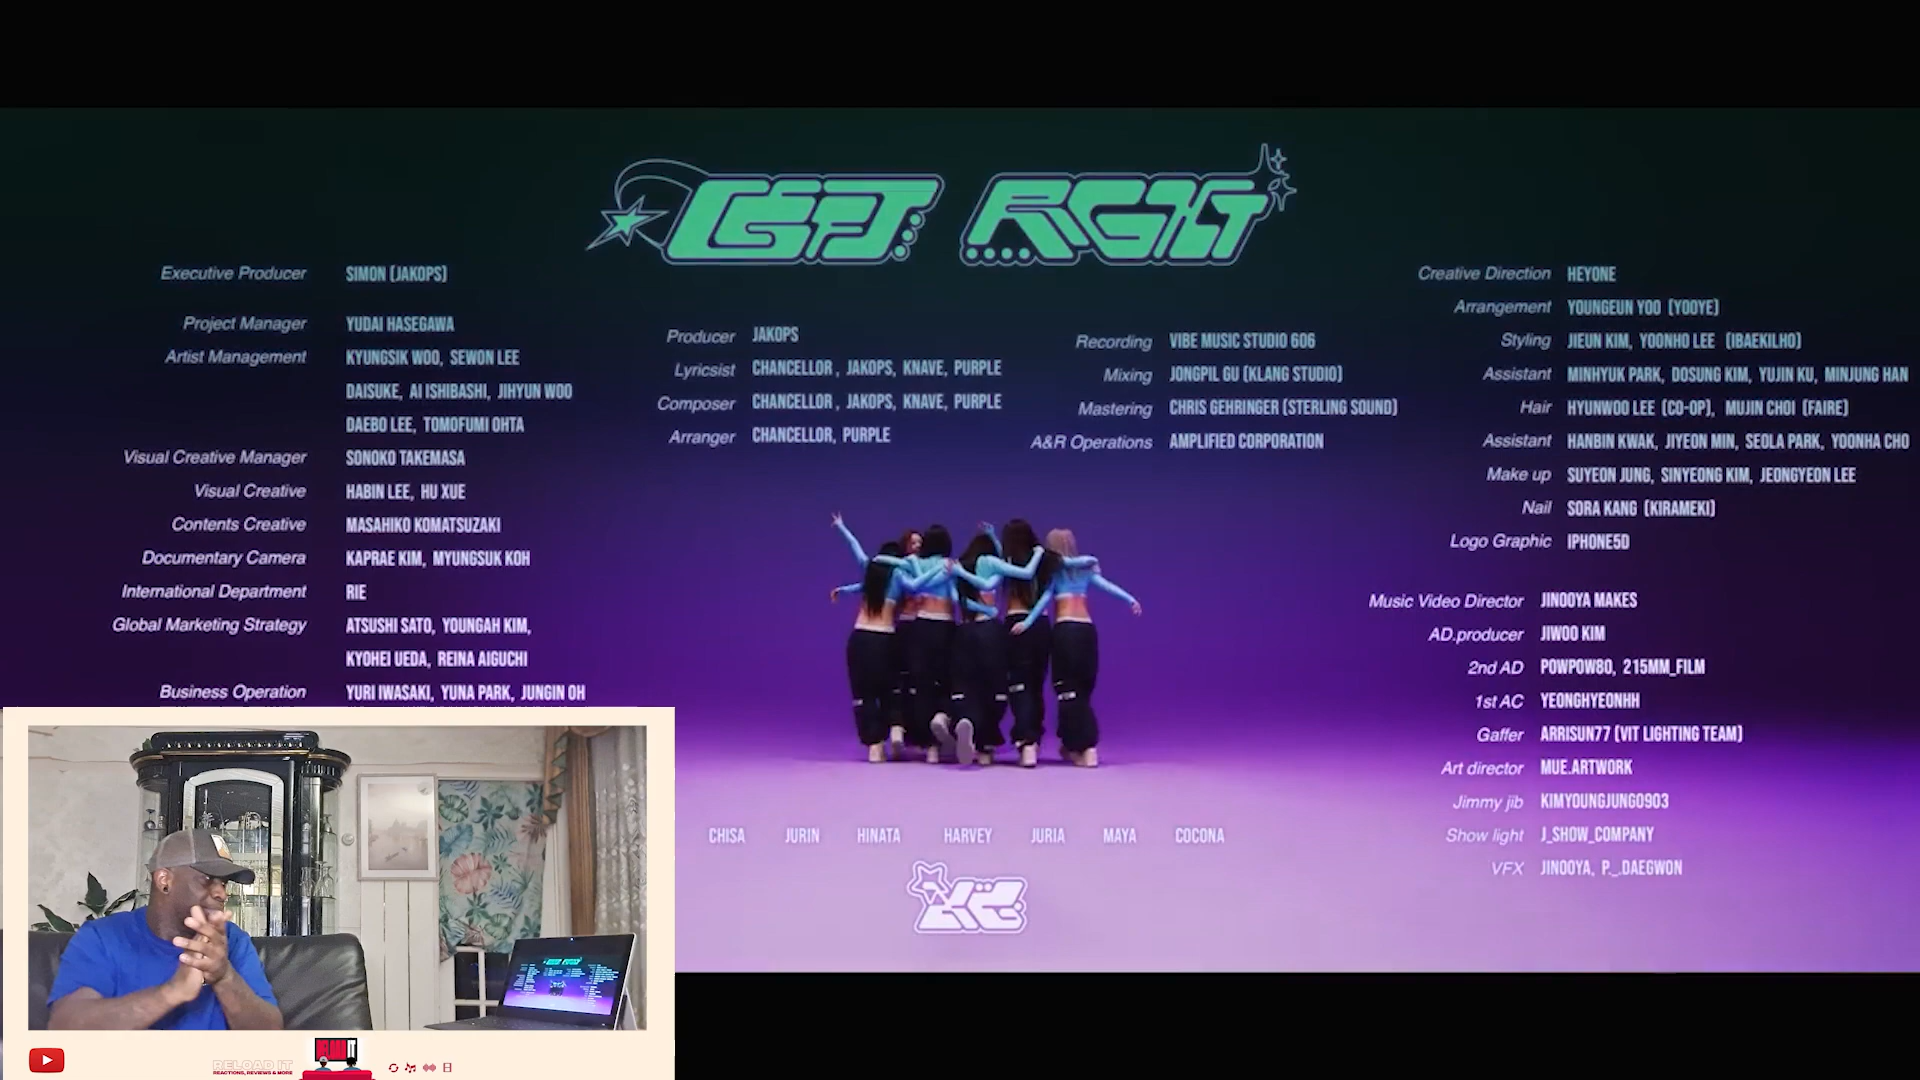 LEFT RIGHT
Executive Producer SIMON (JAKOPS)
Project Manager YUDAI HASEGAWA
Artist Management KYUNGSIK WOO, SEWON LEE
DAISUKE, AI ISHIBASHI, JIHYUN WOO
DAEBO LEE, TOMOFUMI OHTA
Visual Creative Manager SONOKO TAKEMASA
Visual Creative HABIN LEE, HU XUE
Contents Creative MASAHIKO KOMATSUZAKI
Documentary Camera KAPRAE KIM, MYUNGSUK KOH
International Department RIE
Global Marketing Strategy ATSUSHI SATO, YOUNGAH KIM,
KYOHEI UEDA, REINA AIGUCHI
Business Operation YURI IWASAKI, YUNA PARK, JUNGIN OH
Producer JAKOPS
Lyricsist CHANCELLOR , JAKOPS, KNAVE, PURPLE
Composer CHANCELLOR , JAKOPS, KNAVE, PURPLE
Arranger CHANCELLOR, PURPLE
Recording VIBE MUSIC STUDIO 606
Mixing JONGPIL GU (KLANG STUDIO)
Mastering CHRIS GEHRINGER (STERLING SOUND)
A&R Operations AMPLIFIED CORPORATION
Creative Direction HEYONE
Arrangement YOUNGEUN YOO (YOOYE)
Styling JIEUN KIM, YOONHO LEE (IBAEKILHO)
Assistant MINHYUK PARK, DOSUNG KIM, YUJIN KU, MINJUNG HAN
Hair HYUNWOO LEE (CO-OP), MUJIN CHOI (FAIRE)
Assistant HANBIN KWAK, JIYEON MIN, SEOLA PARK, YOONHA CHO
Make up SUYEON JUNG, SINYEONG KIM, JEONGYEON LEE
Nail SORA KANG (KIRAMEKI)
Logo Graphic IPHONE5D
Music Video Director JINOOYA MAKES
AD.producer JIWOO KIM
2nd AD POWPOW80, 215MM_FILM
1st AC YEONGHYEONHH
Gaffer ARRISUN77 (VIT LIGHTING TEAM)
Art director MUE.ARTWORK
Jimmy jib KIMYOUNGJUNG0903
Show light J_SHOW_COMPANY
VFX JINOOYA, P._.DAEGWON
CHISA JURIN HINATA HARVEY JURIA MAYA COCONA
XG
RELOAD IT
REACTIONS, REVIEWS & MORE